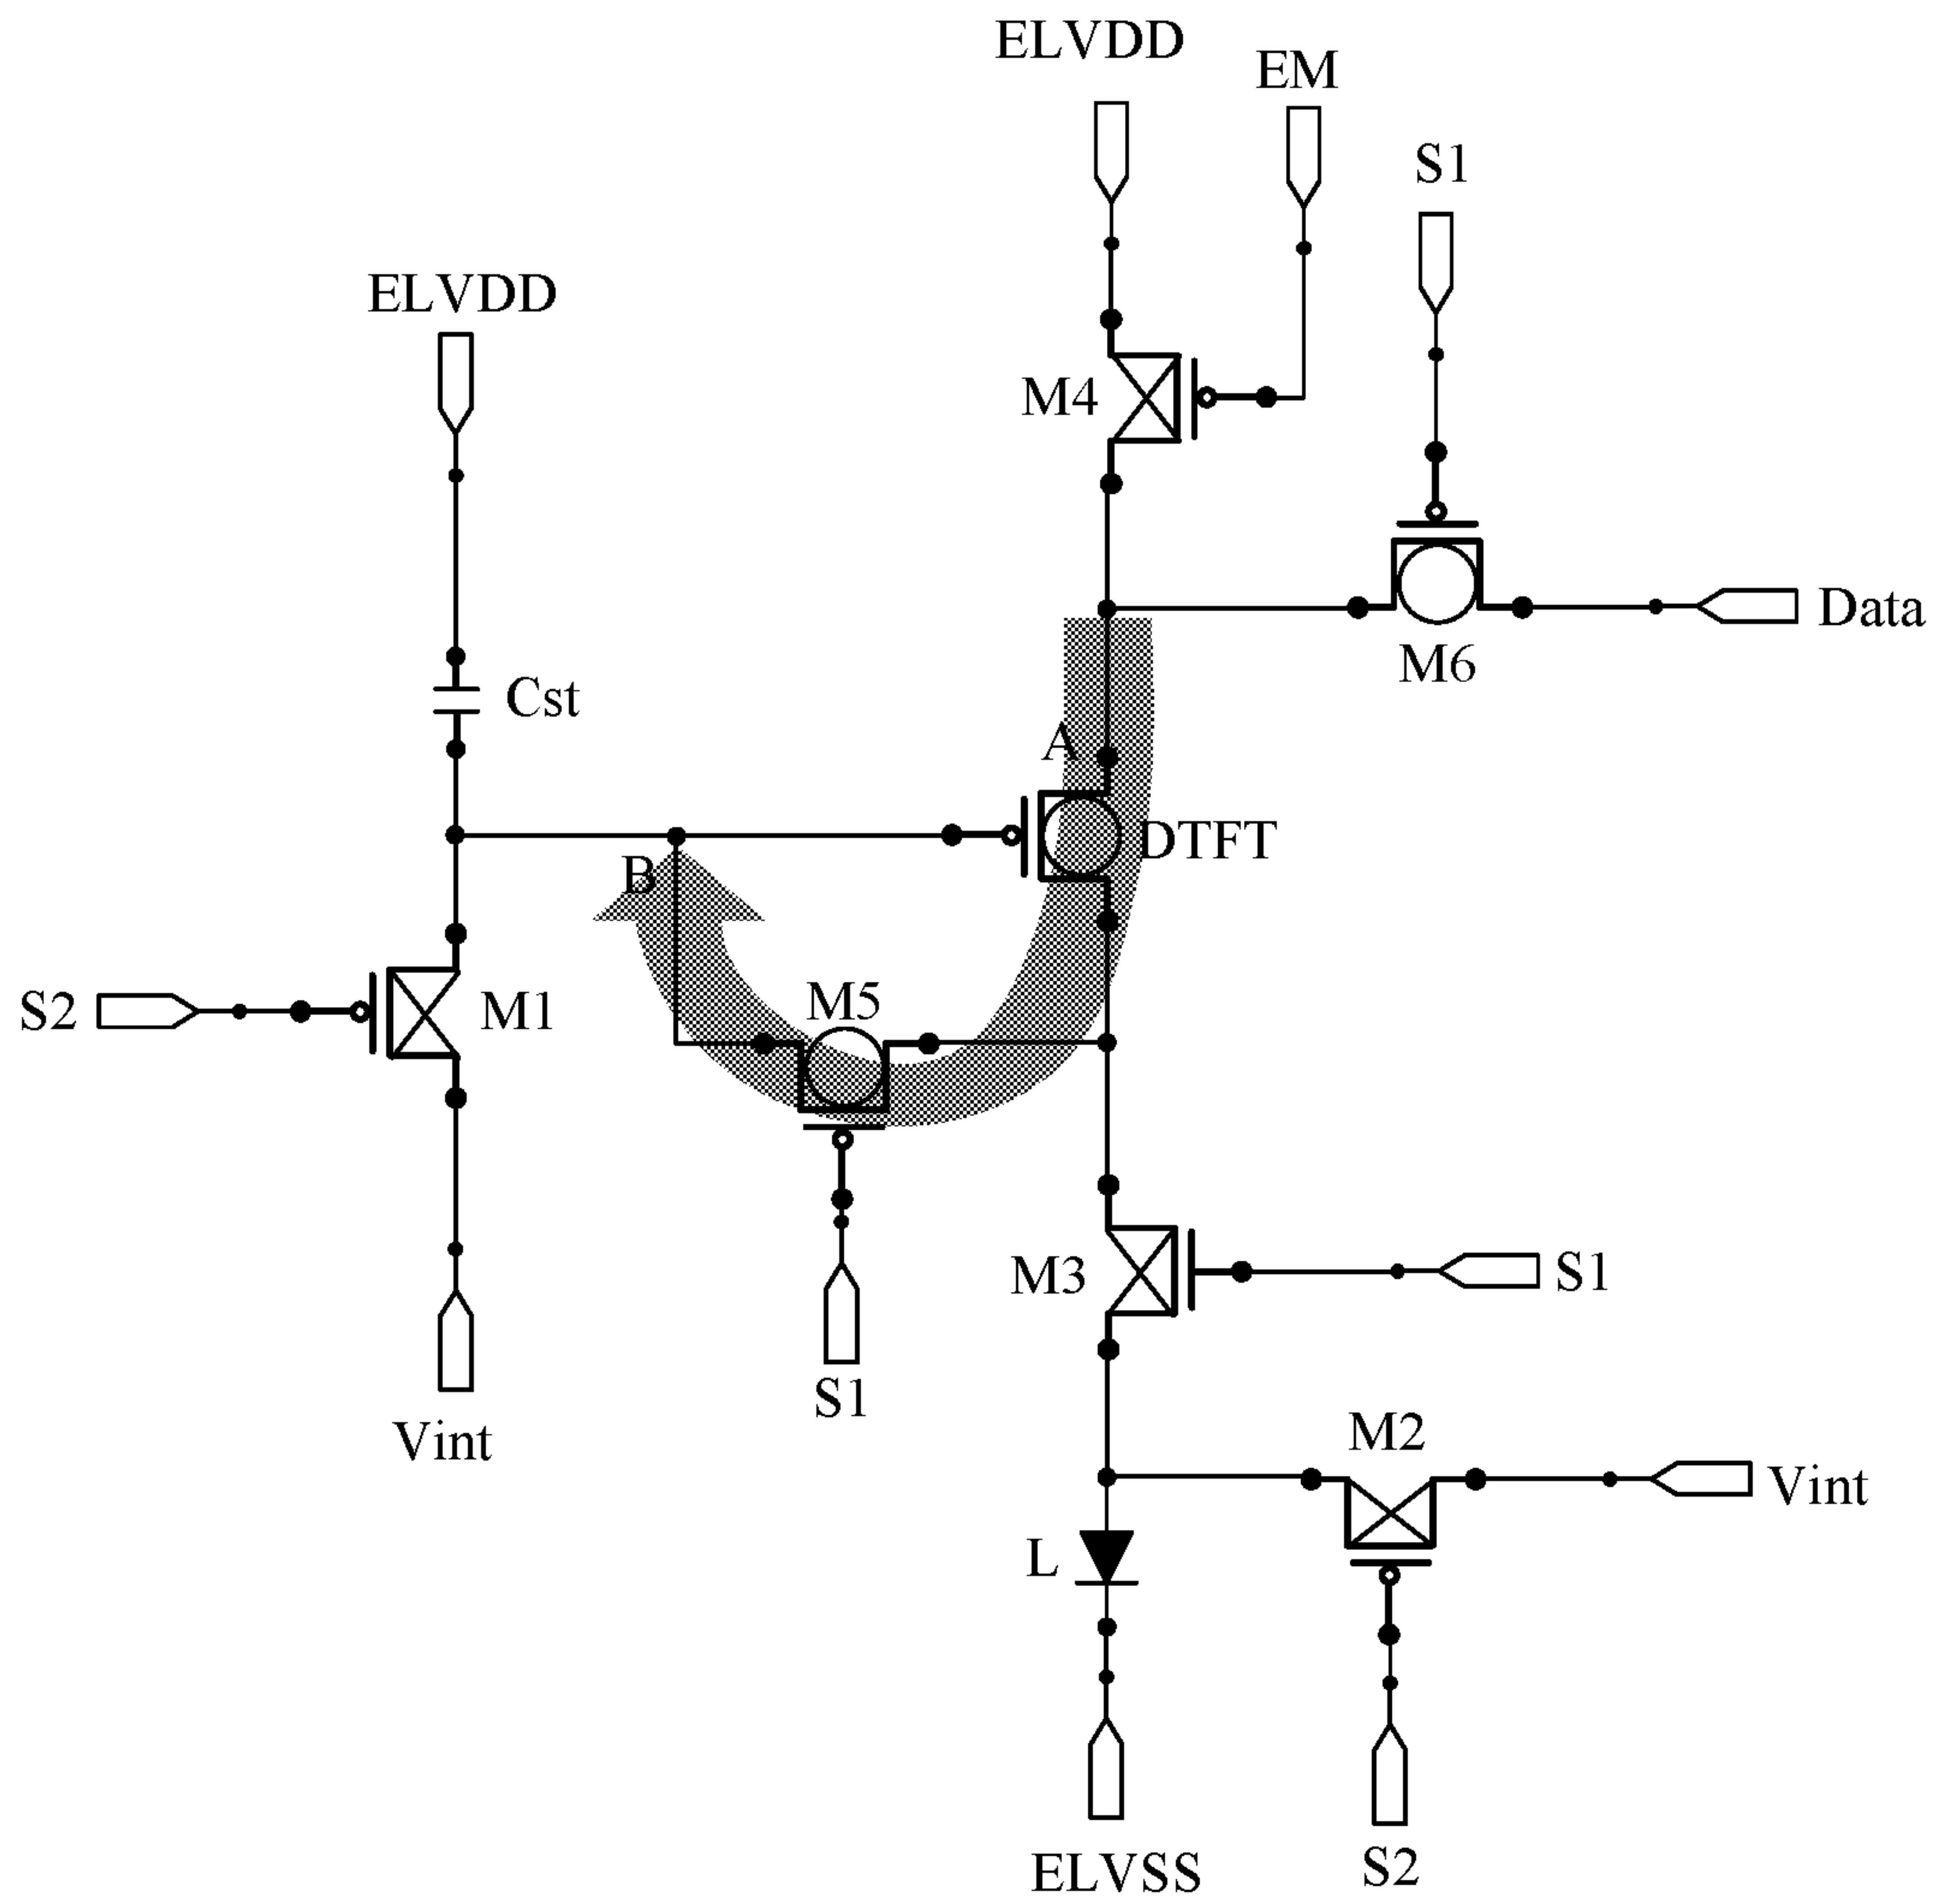 ELVDD
EM
S1
ELVDD
M4
Data
M6
Cst
A
DTFT
B
M5
S2
M1
M3
S1
S1
Vint
M2
Vint
L
ELVSS
S2